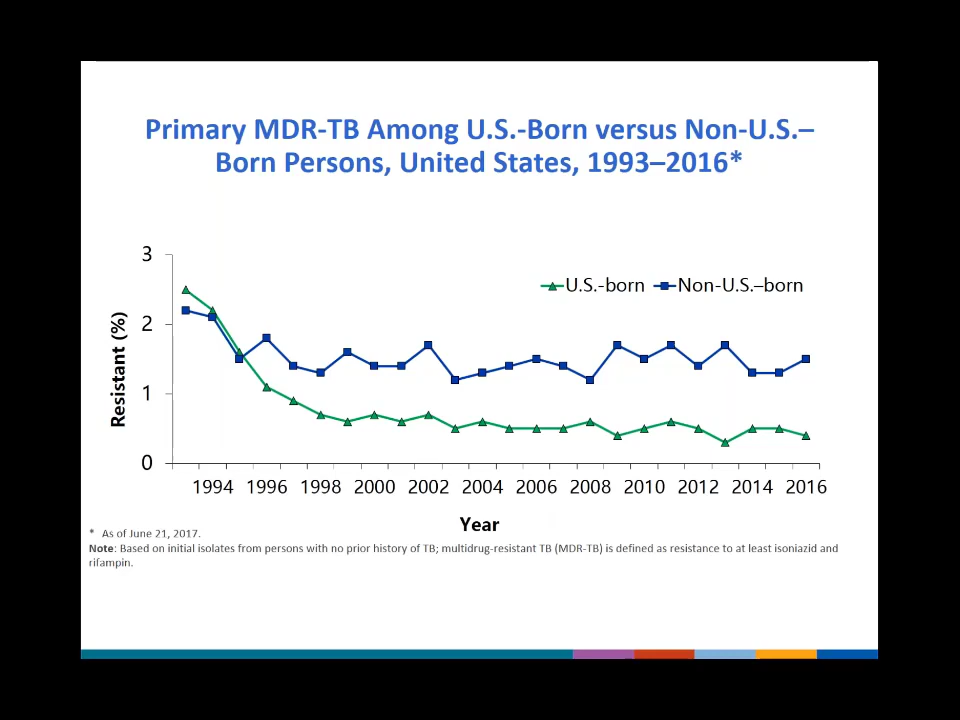 Primary MDR-TB Among U.S.-Born versus Non-U.S.–
Born Persons, United States, 1993–2016*
3
2
1
0
Resistant (%)
U.S.-born
Non-U.S.–born
1994 1996 1998 2000 2002 2004 2006 2008 2010 2012 2014 2016
Year
* As of June 21, 2017.
Note: Based on initial isolates from persons with no prior history of TB; multidrug-resistant TB (MDR-TB) is defined as resistance to at least isoniazid and
rifampin.